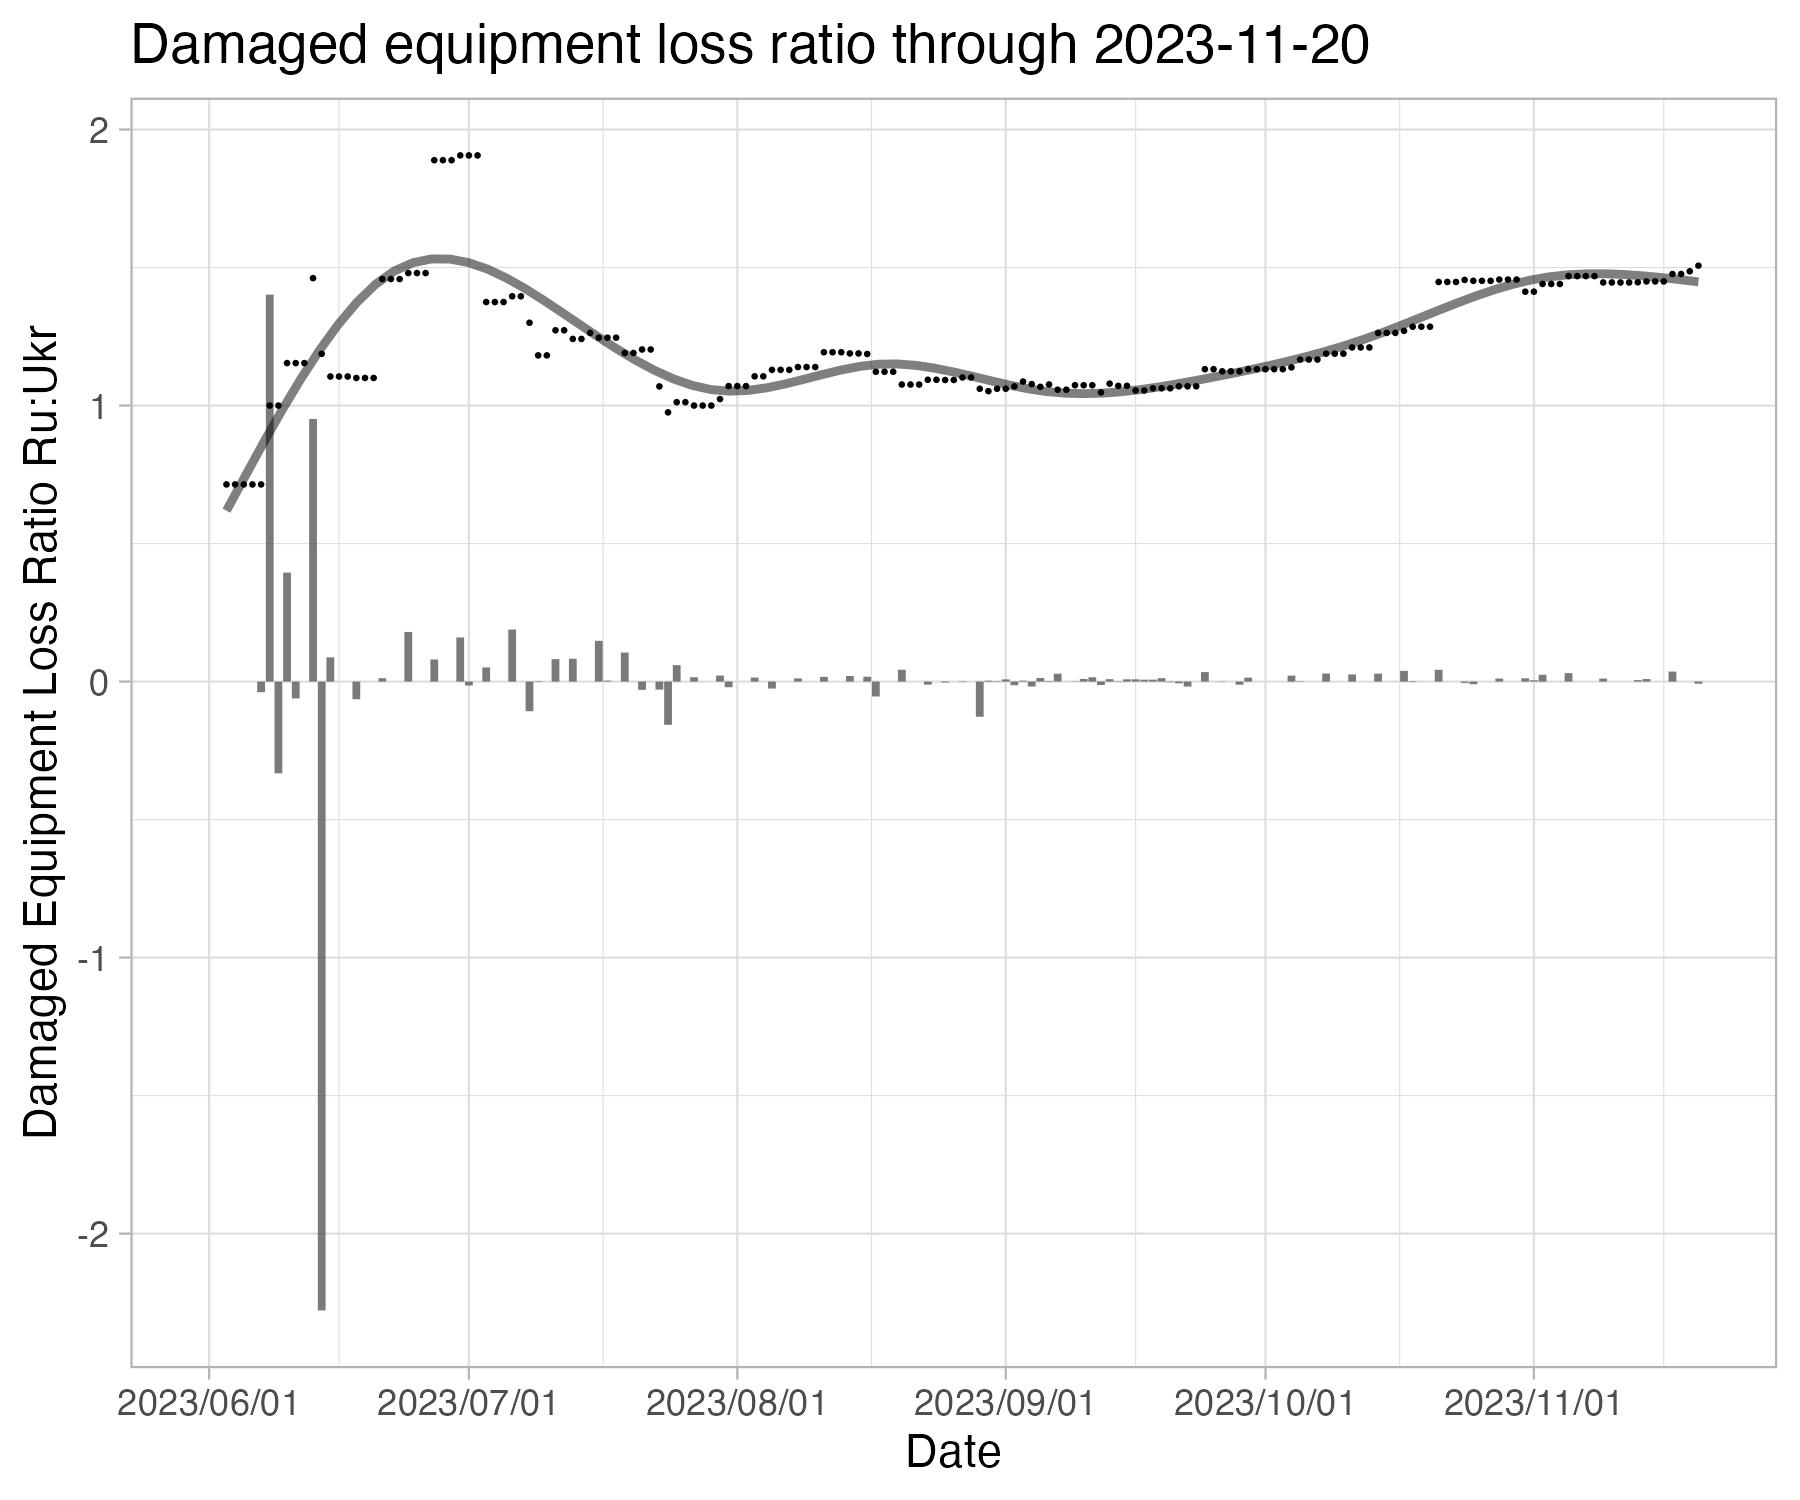 Damaged equipment loss ratio through 2023-11-20
Damaged Equipment Loss Ratio Ru:Ukr
2
1
0
-1
-2
2023/06/01 2023/07/01 2023/08/01 2023/09/01 2023/10/01 2023/11/01
Date